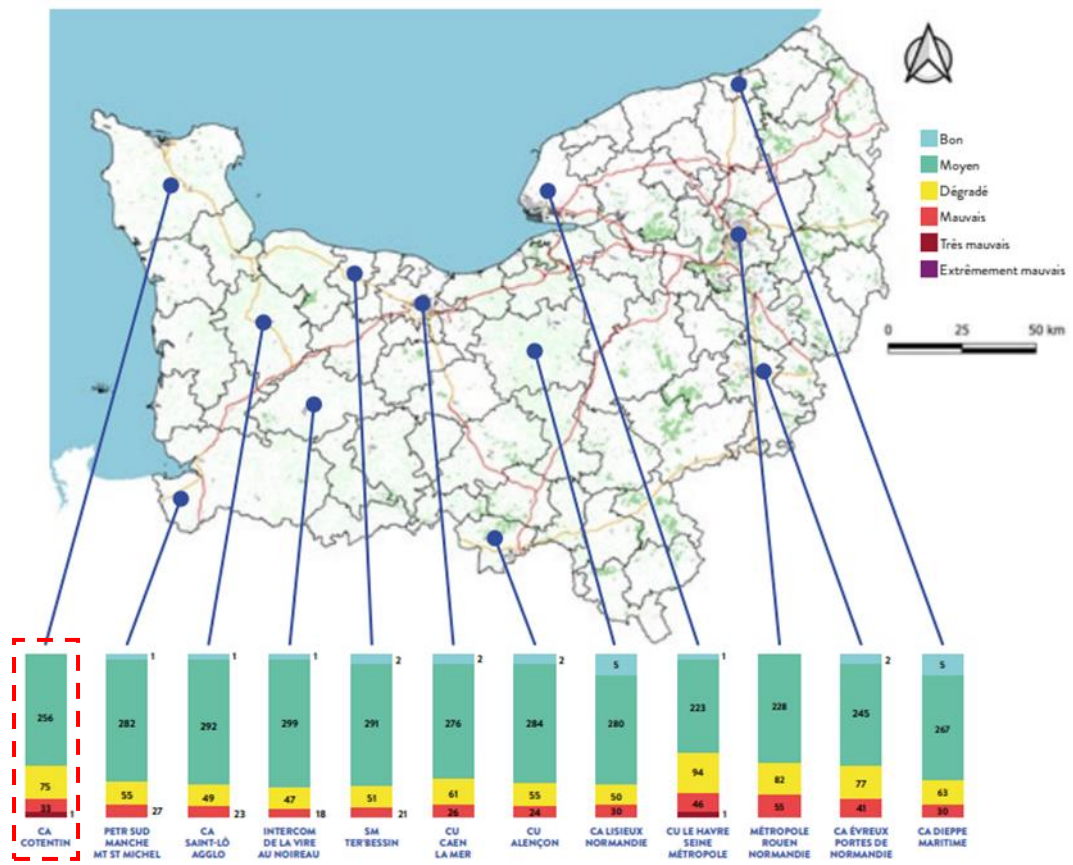 Bon
Moyen
Dégradé
Mauvais
Très mauvais
Extrêmement mauvais
0 25 50 km
256
75
33
1
CA
COTENTIN
1
282
55
27
PETR SUD
MANCHE
MT ST MICHEL
1
292
49
23
CA
SAINT-LÔ
AGGLO
1
299
47
18
INTERCOM
DE LA VIRE
AU NOIREAU
2
291
51
21
SM
TER'BESSIN
2
276
61
26
CU
CAEN
LA MER
2
284
55
24
CU
ALENÇON
5
280
50
30
CA LISIEUX
NORMANDIE
1
223
94
46
1
CU LE HAVRE
SEINE
MÉTROPOLE
228
82
55
MÉTROPOLE
ROUEN
NORMANDIE
2
245
77
41
CA ÉVREUX
PORTES DE
NORMANDIE
5
267
63
30
CA DIEPPE
MARITIME